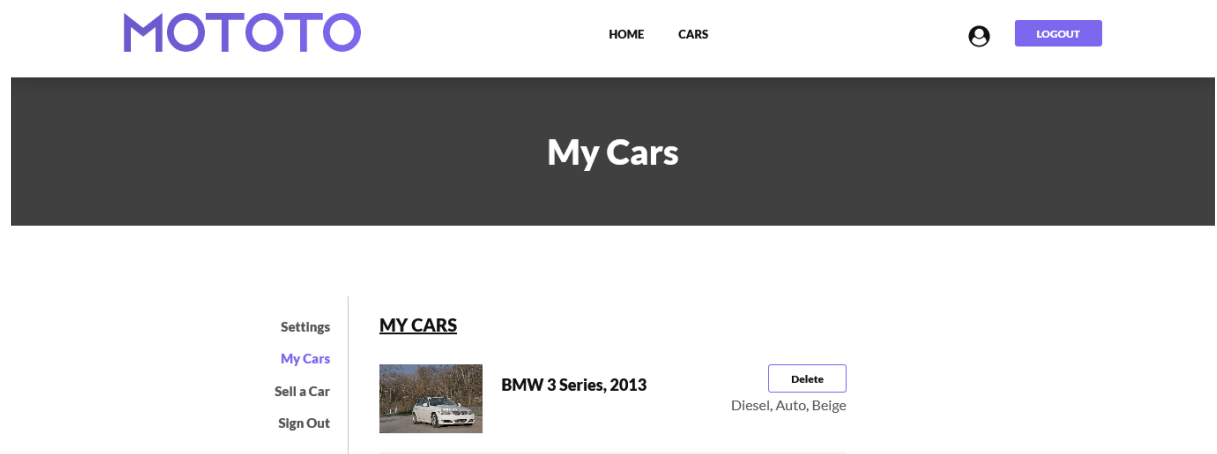 MOTOTO
HOME CARS
LOGOUT
My Cars
Settings
My Cars
Sell a Car
Sign Out
MY CARS
BMW 3 Series, 2013
Delete
Diesel, Auto, Beige